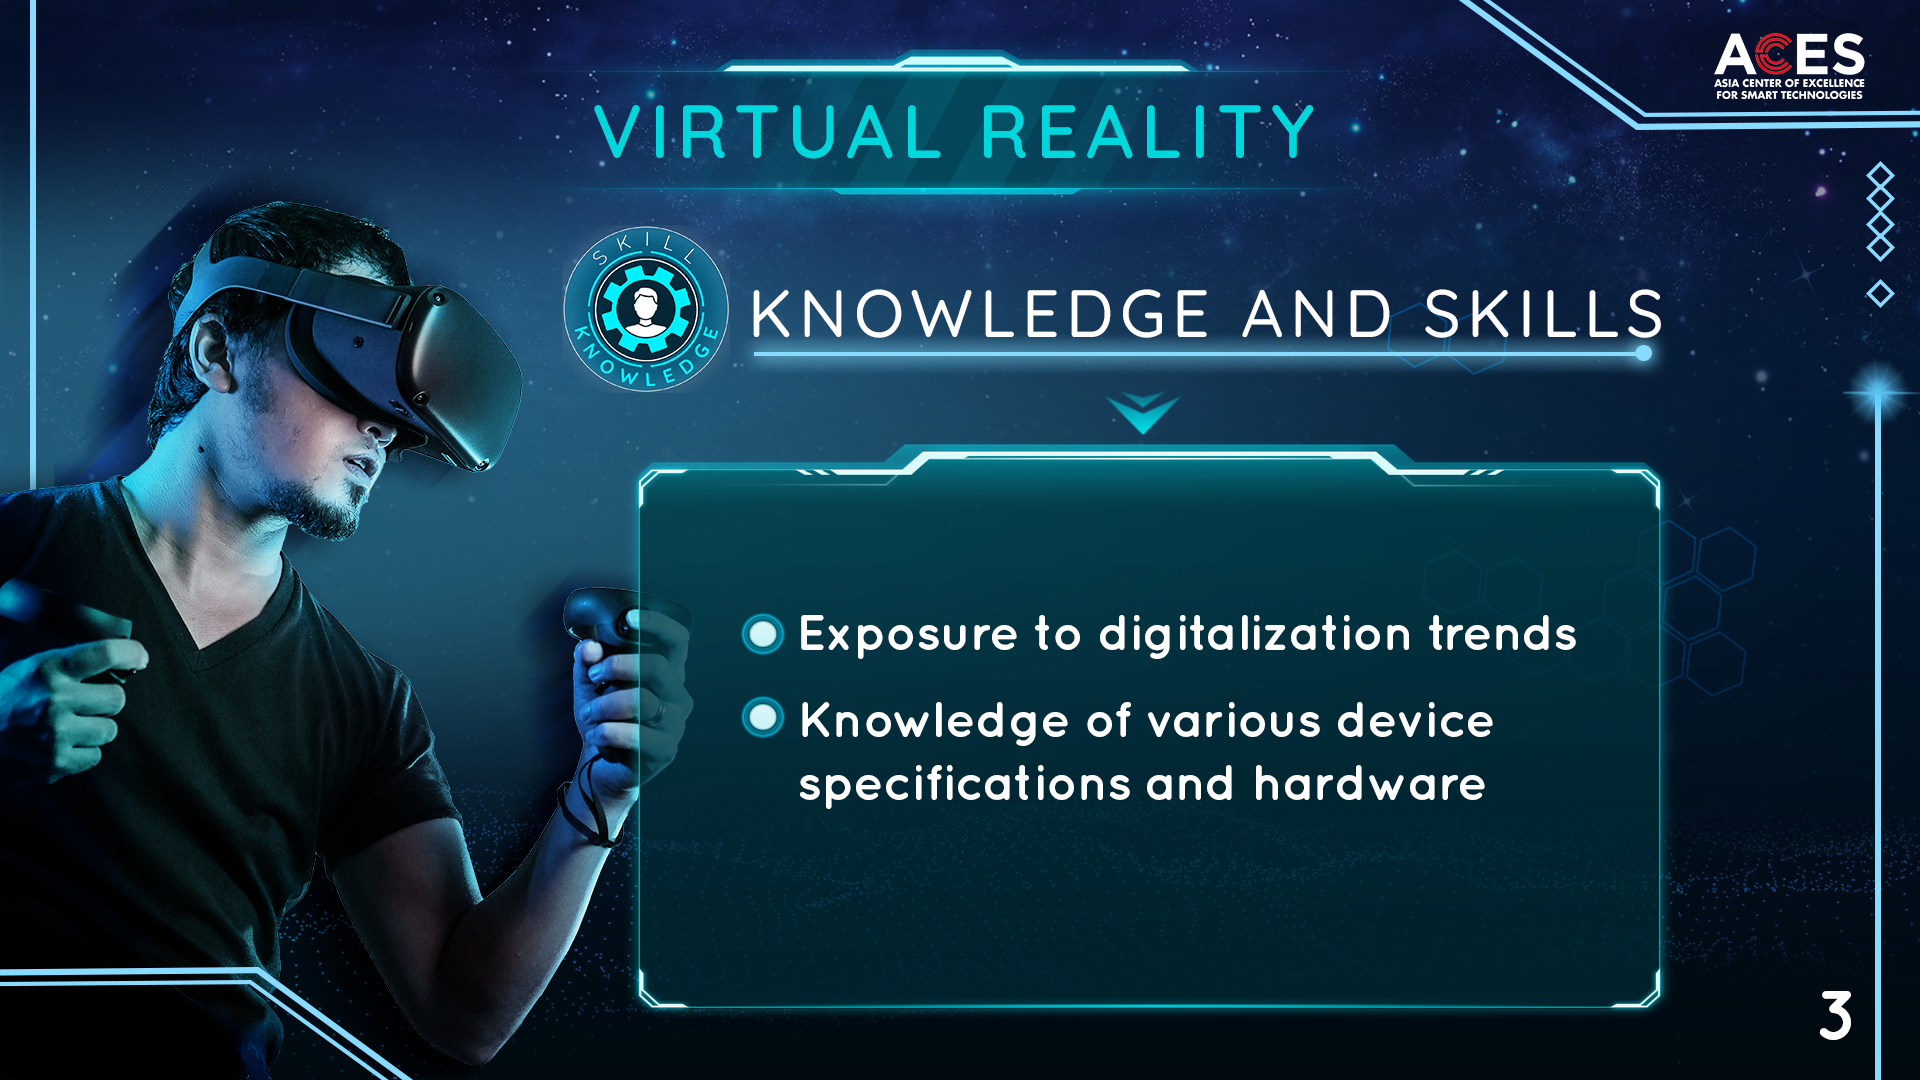 ACES
ASIA CENTER OF EXCELLENCE
FOR SMART TECHNOLOGIES
VIRTUAL REALITY
SKILL
KNOWLEDGE
KNOWLEDGE AND SKILLS
Exposure to digitalization trends
Knowledge of various device
specifications and hardware
3